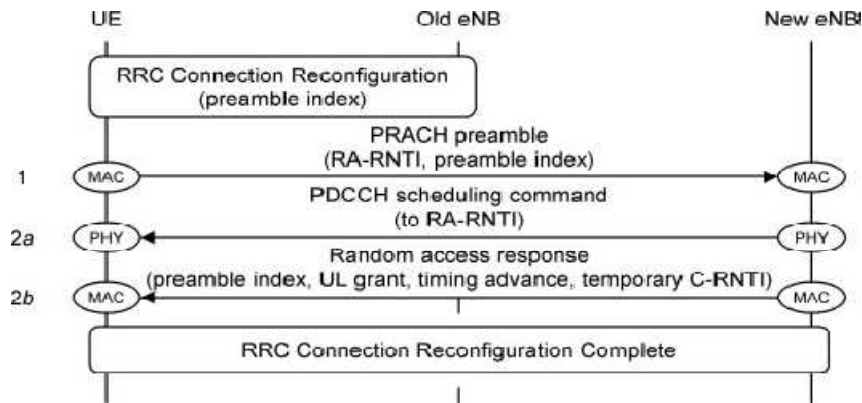 UE Old eNB New eNB
RRC Connection Reconfiguration
(preamble index)
PRACH preamble
(RA-RNTI, preamble index)
1 MAC MAC
PDCCH scheduling command
(to RA-RNTI)
2a PHY PHY
Random access response
(preamble index, UL grant, timing advance, temporary C-RNTI)
2b MAC MAC
RRC Connection Reconfiguration Complete